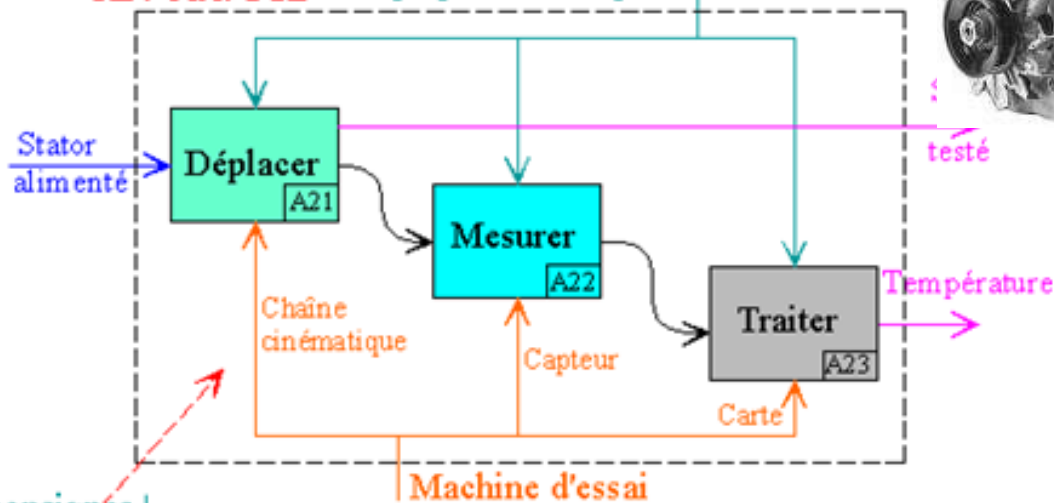 Stator
alimenté
Déplacer
A21
testé
Mesurer
A22
Température
Chaîne
cinématique
Traiter
A23
Capteur
Carte
Machine d'essai